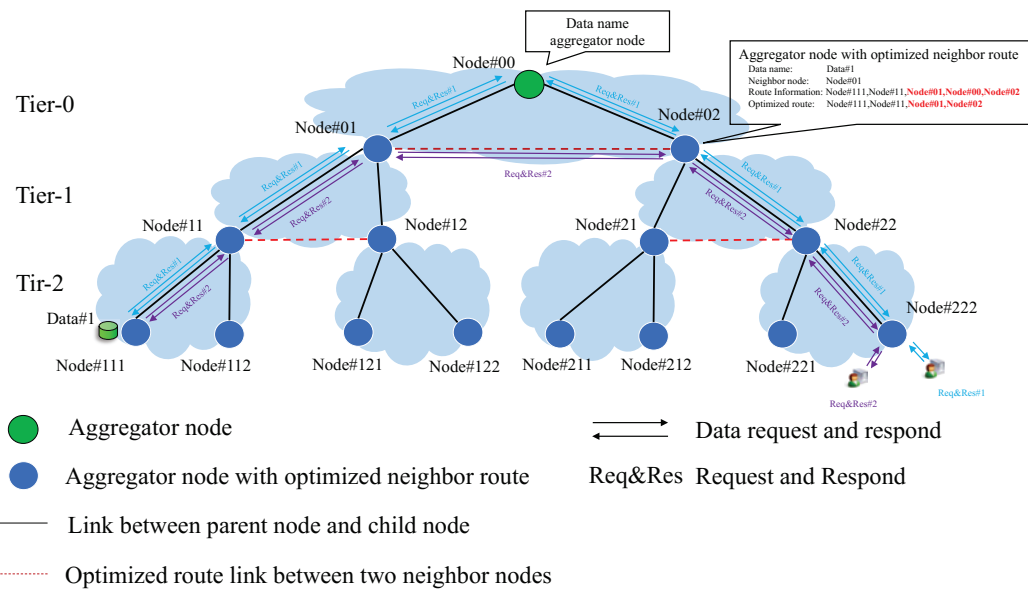 Data name
aggregator node
Node#00
Aggregator node with optimized neighbor route
Data name: Data#1
Neighbor node: Node#01
Route Information: Node#111,Node#11,Node#01,Node#00,Node#02
Optimized route: Node#111,Node#11,Node#01,Node#02
Tier-0
Req&Res#1
Req&Res#1
Node#01
Node#02
Req&Res#2
Tier-1
Req&Res#1
Req&Res#2
Req&Res#1
Req&Res#2
Node#11
Node#12
Node#21
Node#22
Tir-2
Req&Res#1
Req&Res#2
Req&Res#1
Req&Res#2
Data#1
Node#222
Node#111
Node#112
Node#121
Node#122
Node#211
Node#212
Node#221
Req&Res#2
Req&Res#1
Aggregator node
Data request and respond
Aggregator node with optimized neighbor route
Req&Res Request and Respond
Link between parent node and child node
Optimized route link between two neighbor nodes